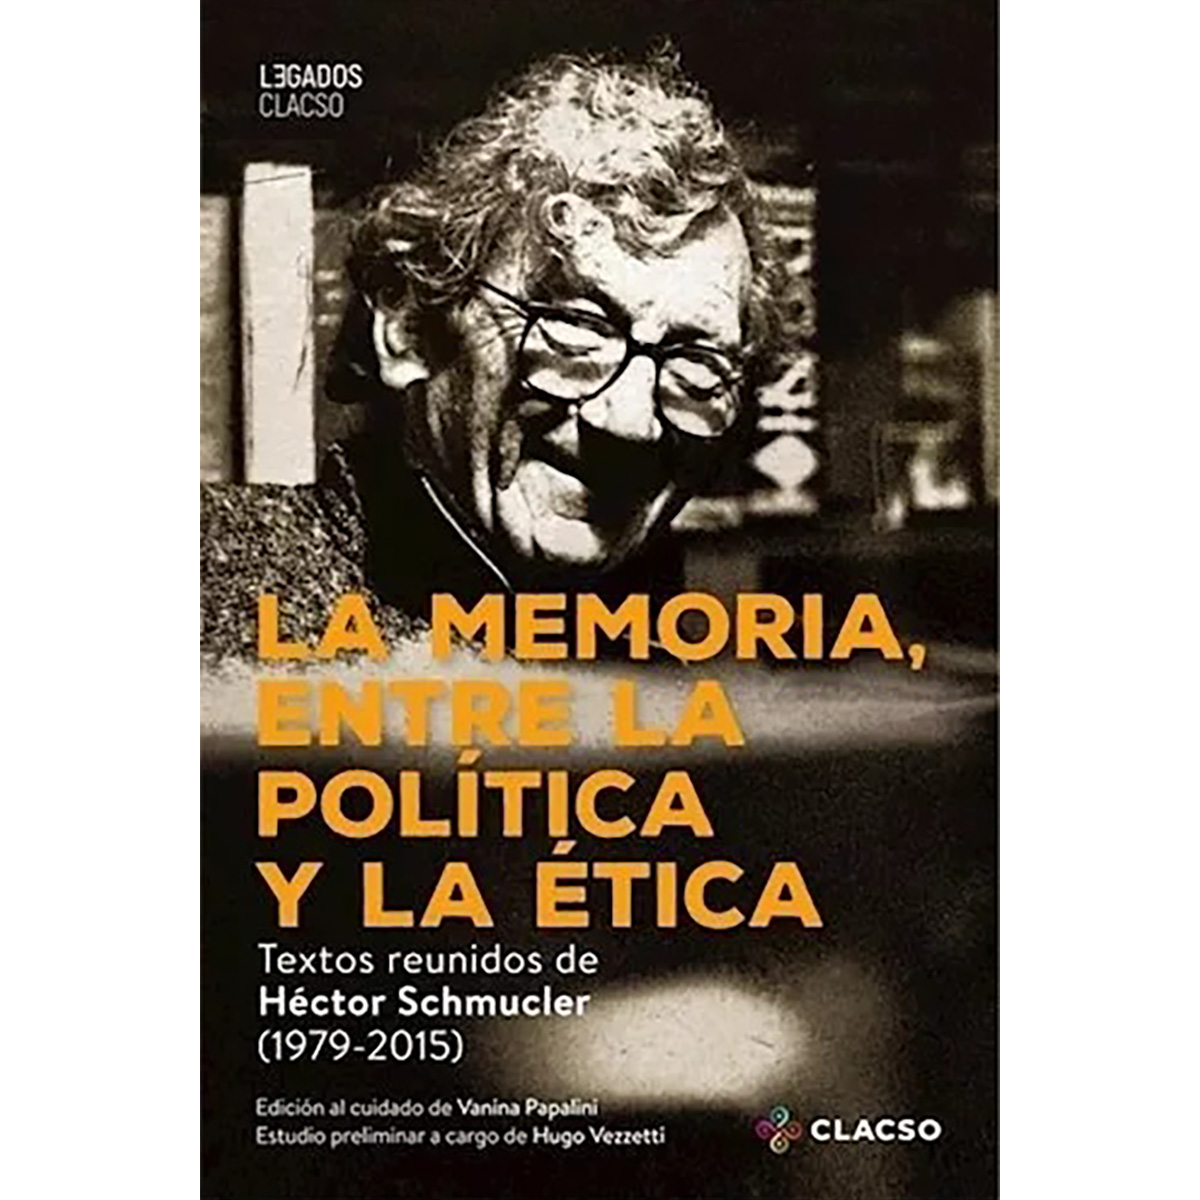 LEGADOS
CLACSO
LA MEMORIA,
ENTRE LA
POLÍTICA
Y LA ÉTICA
Textos reunidos de
Héctor Schmucler
(1979-2015)
Edición al cuidado de Vanina Papalini
Estudio preliminar a cargo de Hugo Vezzetti
CLACSO